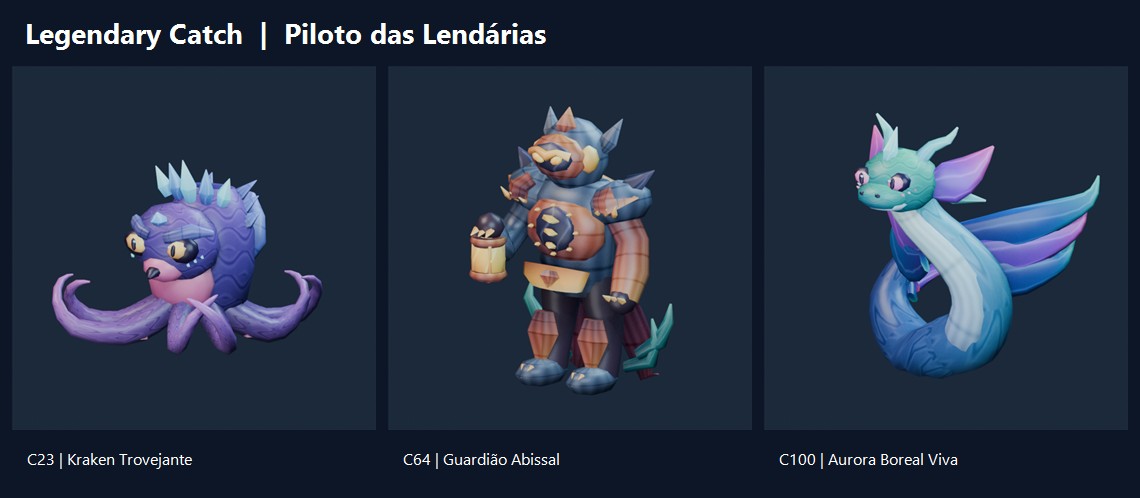 Legendary Catch | Piloto das Lendárias
C23 | Kraken Trovejante
C64 | Guardião Abissal
C100 | Aurora Boreal Viva